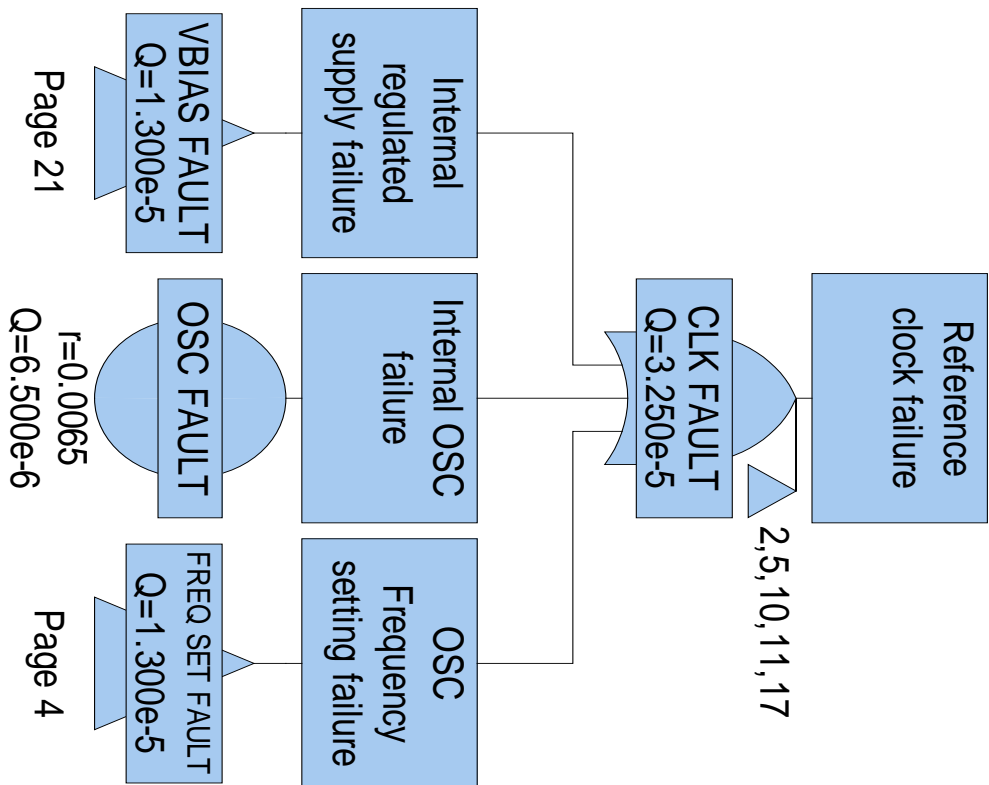 Reference
clock failure
2,5,10,11,17
CLK FAULT
Q=3.250e-5
Internal
regulated
supply failure
Internal OSC
failure
OSC
Frequency
setting failure
VBIAS FAULT
Q=1.300e-5
OSC FAULT
FREQ SET FAULT
Q=1.300e-5
Page 21
r=0.0065
Q=6.500e-6
Page 4